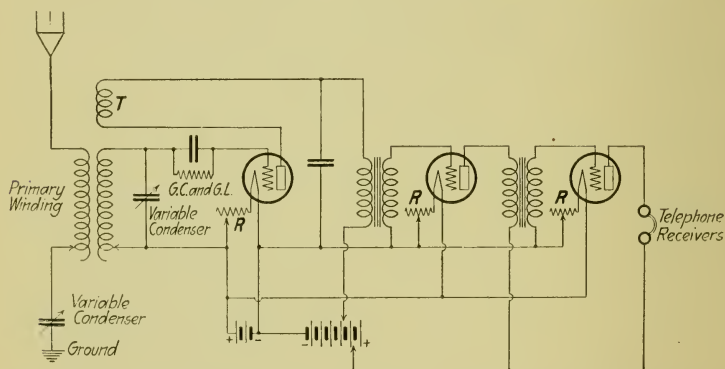 T
Primary
Winding
G.C. and G.L.
Variable
Condenser
R
R
R
Telephone
Receivers
Variable
Condenser
Ground
+ -
- +